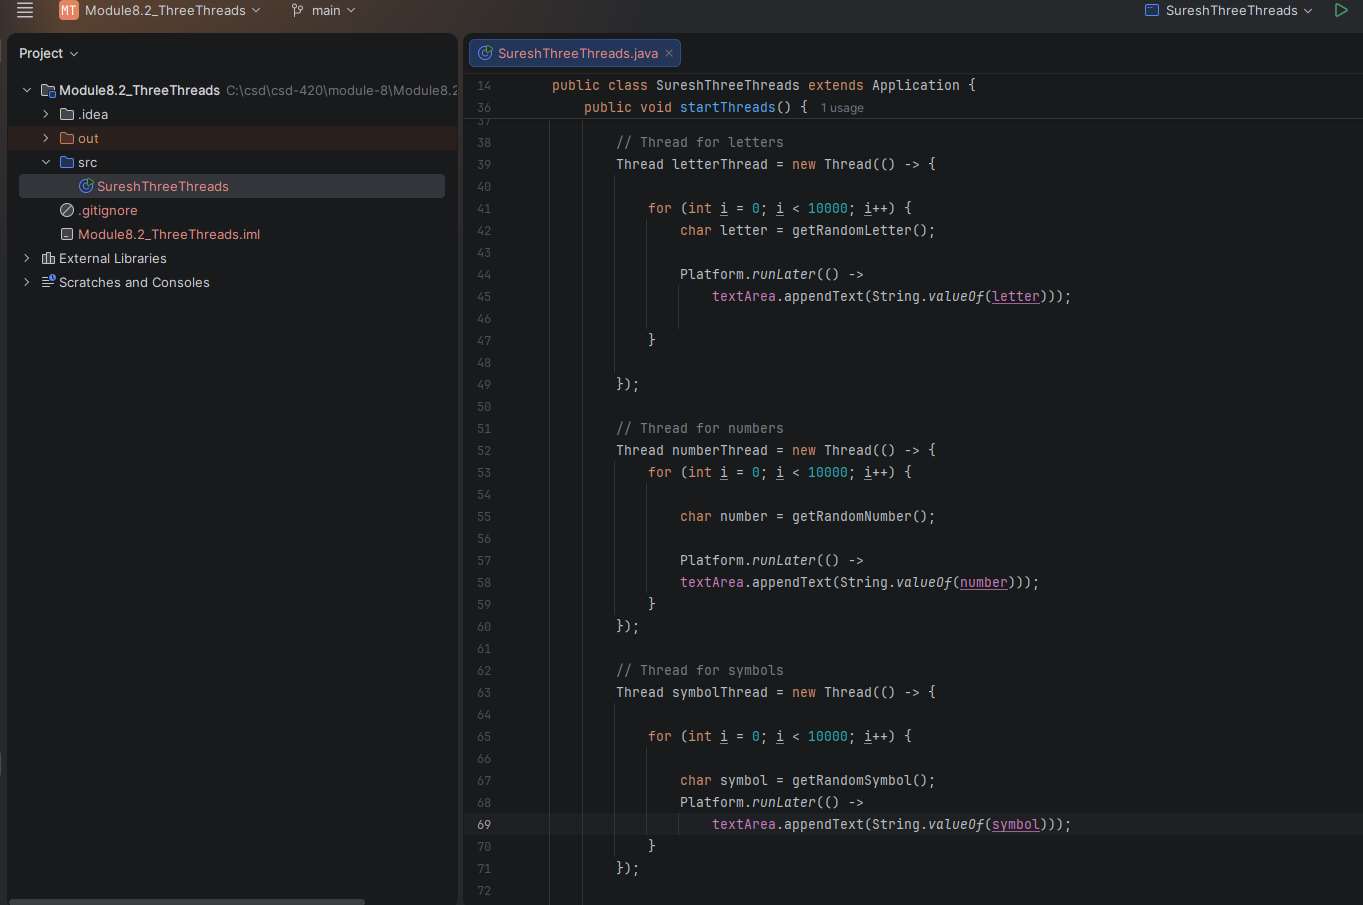 MT Module8.2_ThreeThreads main SureshThreeThreads
Project
Module8.2_ThreeThreads C:\csd\csd-420\module-8\Module8.2
.idea
out
src
SureshThreeThreads
.gitignore
Module8.2_ThreeThreads.iml
External Libraries
Scratches and Consoles
SureshThreeThreads.java
14 public class SureshThreeThreads extends Application {
36 public void startThreads() { 1 usage
37
38 // Thread for letters
39 Thread letterThread = new Thread(() -> {
40
41 for (int i = 0; i < 10000; i++) {
42 char letter = getRandomLetter();
43
44 Platform.runLater(() ->
45 textArea.appendText(String.valueOf(letter)));
46
47 }
48
49 });
50
51 // Thread for numbers
52 Thread numberThread = new Thread(() -> {
53 for (int i = 0; i < 10000; i++) {
54
55 char number = getRandomNumber();
56
57 Platform.runLater(() ->
58 textArea.appendText(String.valueOf(number)));
59 }
60 });
61
62 // Thread for symbols
63 Thread symbolThread = new Thread(() -> {
64
65 for (int i = 0; i < 10000; i++) {
66
67 char symbol = getRandomSymbol();
68 Platform.runLater(() ->
69 textArea.appendText(String.valueOf(symbol)));
70 }
71 });
72